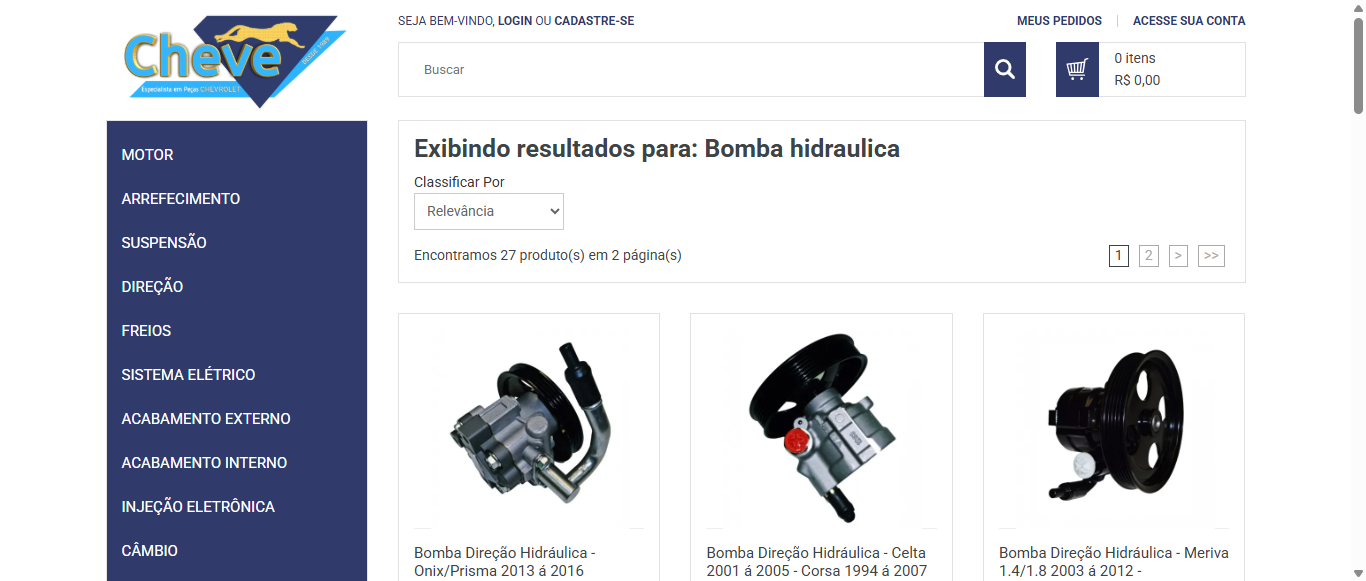 Cheve
DESDE 1989
Especialista em Peças CHEVROLET
SEJA BEM-VINDO, LOGIN OU CADASTRE-SE
MEUS PEDIDOS
ACESSE SUA CONTA
Buscar
0 itens
R$ 0,00
MOTOR
ARREFECIMENTO
SUSPENSÃO
DIREÇÃO
FREIOS
SISTEMA ELÉTRICO
ACABAMENTO EXTERNO
ACABAMENTO INTERNO
INJEÇÃO ELETRÔNICA
CÂMBIO
Exibindo resultados para: Bomba hidraulica
Classificar Por
Relevância
Encontramos 27 produto(s) em 2 página(s)
1 2 > >>
Bomba Direção Hidráulica -
Onix/Prisma 2013 á 2016
Bomba Direção Hidráulica - Celta
2001 á 2005 - Corsa 1994 á 2007
Bomba Direção Hidráulica - Meriva
1.4/1.8 2003 á 2012 -